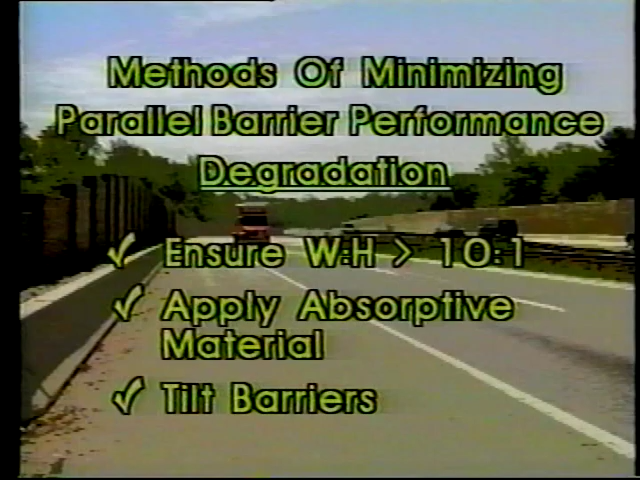 Methods Of Minimizing
Parallel Barrier Performance
Degradation
✓ Ensure W:H > 10:1
✓ Apply Absorptive
Material
✓ Tilt Barriers